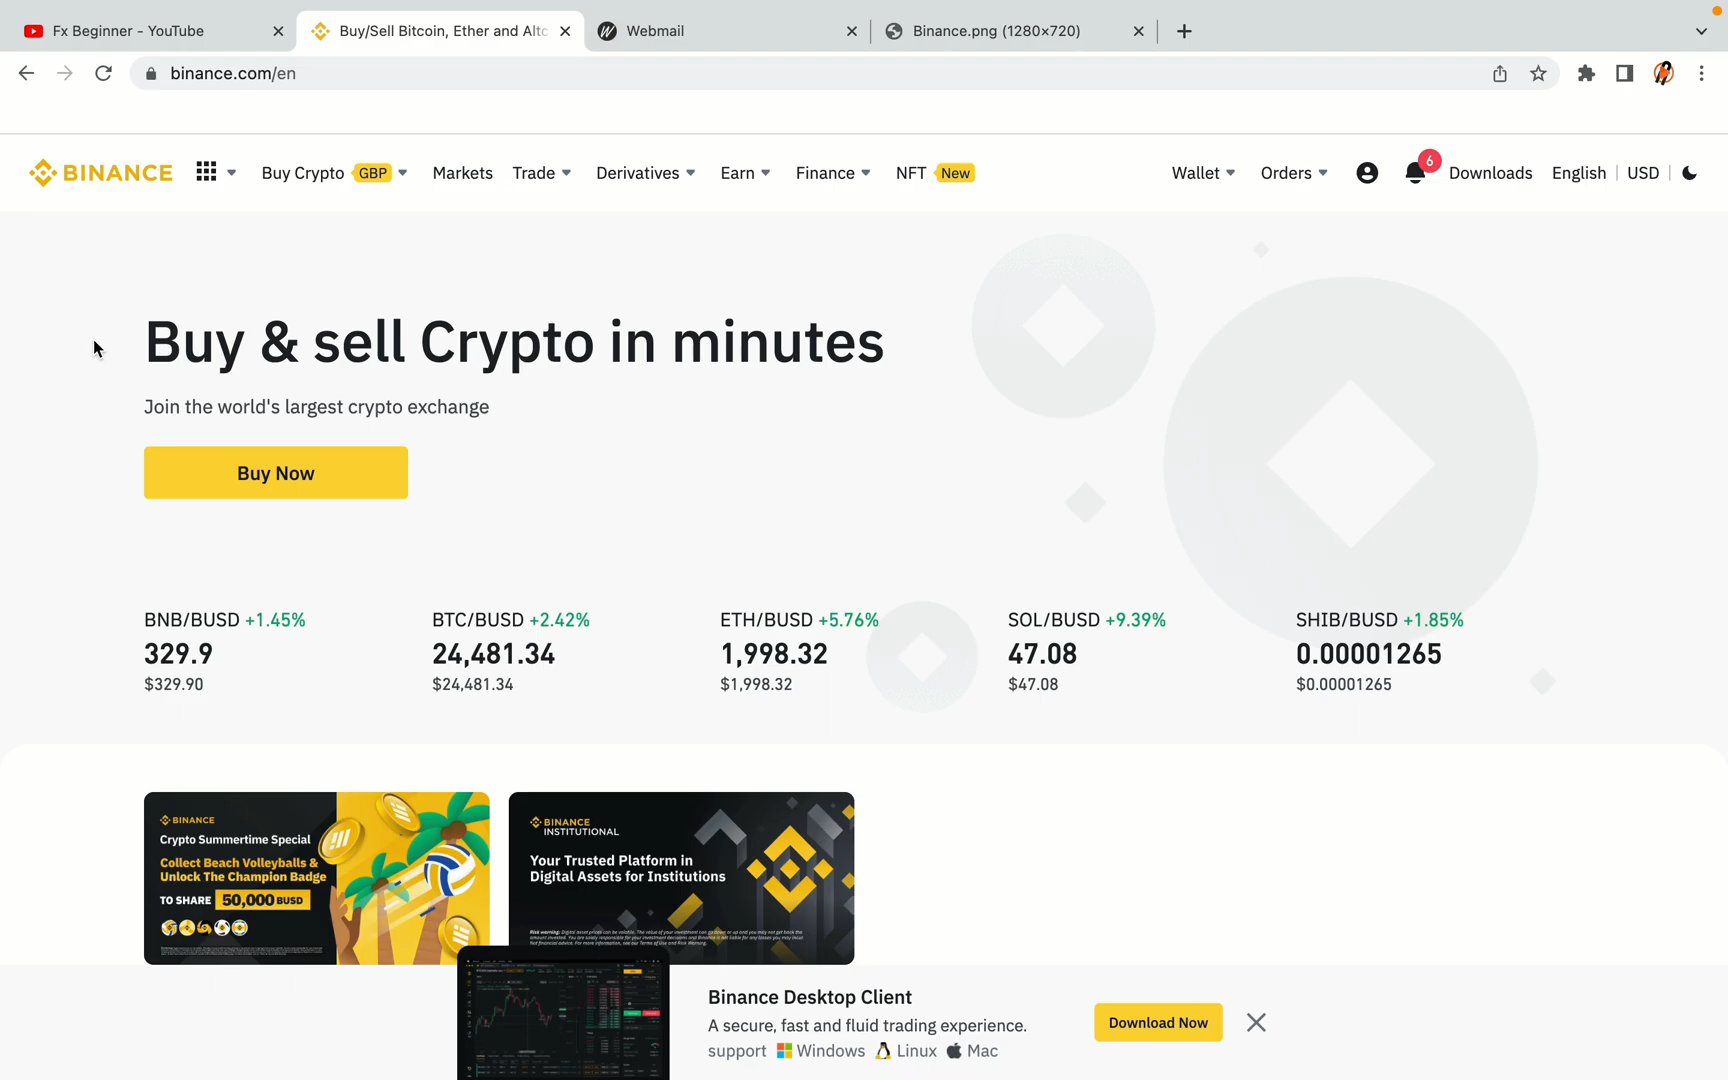 Fx Beginner - YouTube
Buy/Sell Bitcoin, Ether and Altc
Webmail
Binance.png (1280×720)
binance.com/en
BINANCE
Buy Crypto GBP
Markets
Trade
Derivatives
Earn
Finance
NFT New
Wallet
Orders
6
Downloads
English
USD
Buy & sell Crypto in minutes
Join the world's largest crypto exchange
Buy Now
BNB/BUSD +1.45%
329.9
$329.90
BTC/BUSD +2.42%
24,481.34
$24,481.34
ETH/BUSD +5.76%
1,998.32
$1,998.32
SOL/BUSD +9.39%
47.08
$47.08
SHIB/BUSD +1.85%
0.00001265
$0.00001265
BINANCE
Crypto Summertime Special
Collect Beach Volleyballs &
Unlock The Champion Badge
TO SHARE 50,000 BUSD
BINANCE
INSTITUTIONAL
Your Trusted Platform in
Digital Assets for Institutions
Binance Desktop Client
A secure, fast and fluid trading experience.
support Windows Linux Mac
Download Now